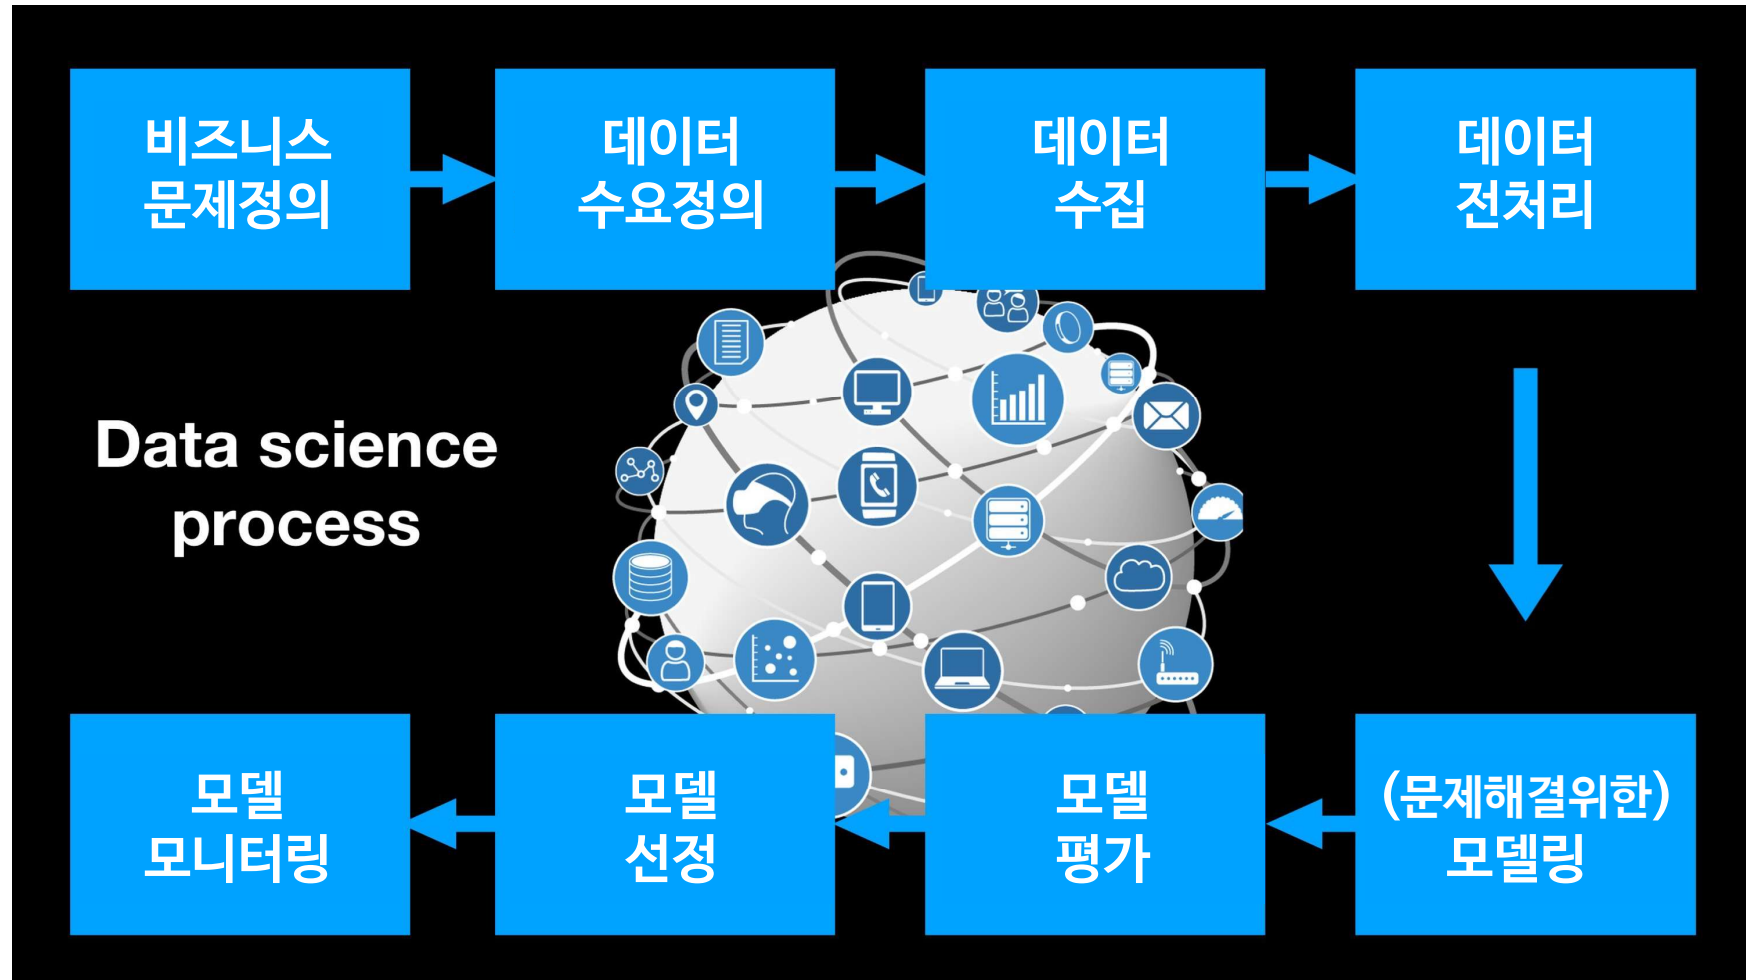 비즈니스
문제정의
데이터
수요정의
데이터
수집
데이터
전처리
Data science
process
(문제해결위한)
모델링
모델
평가
모델
선정
모델
모니터링